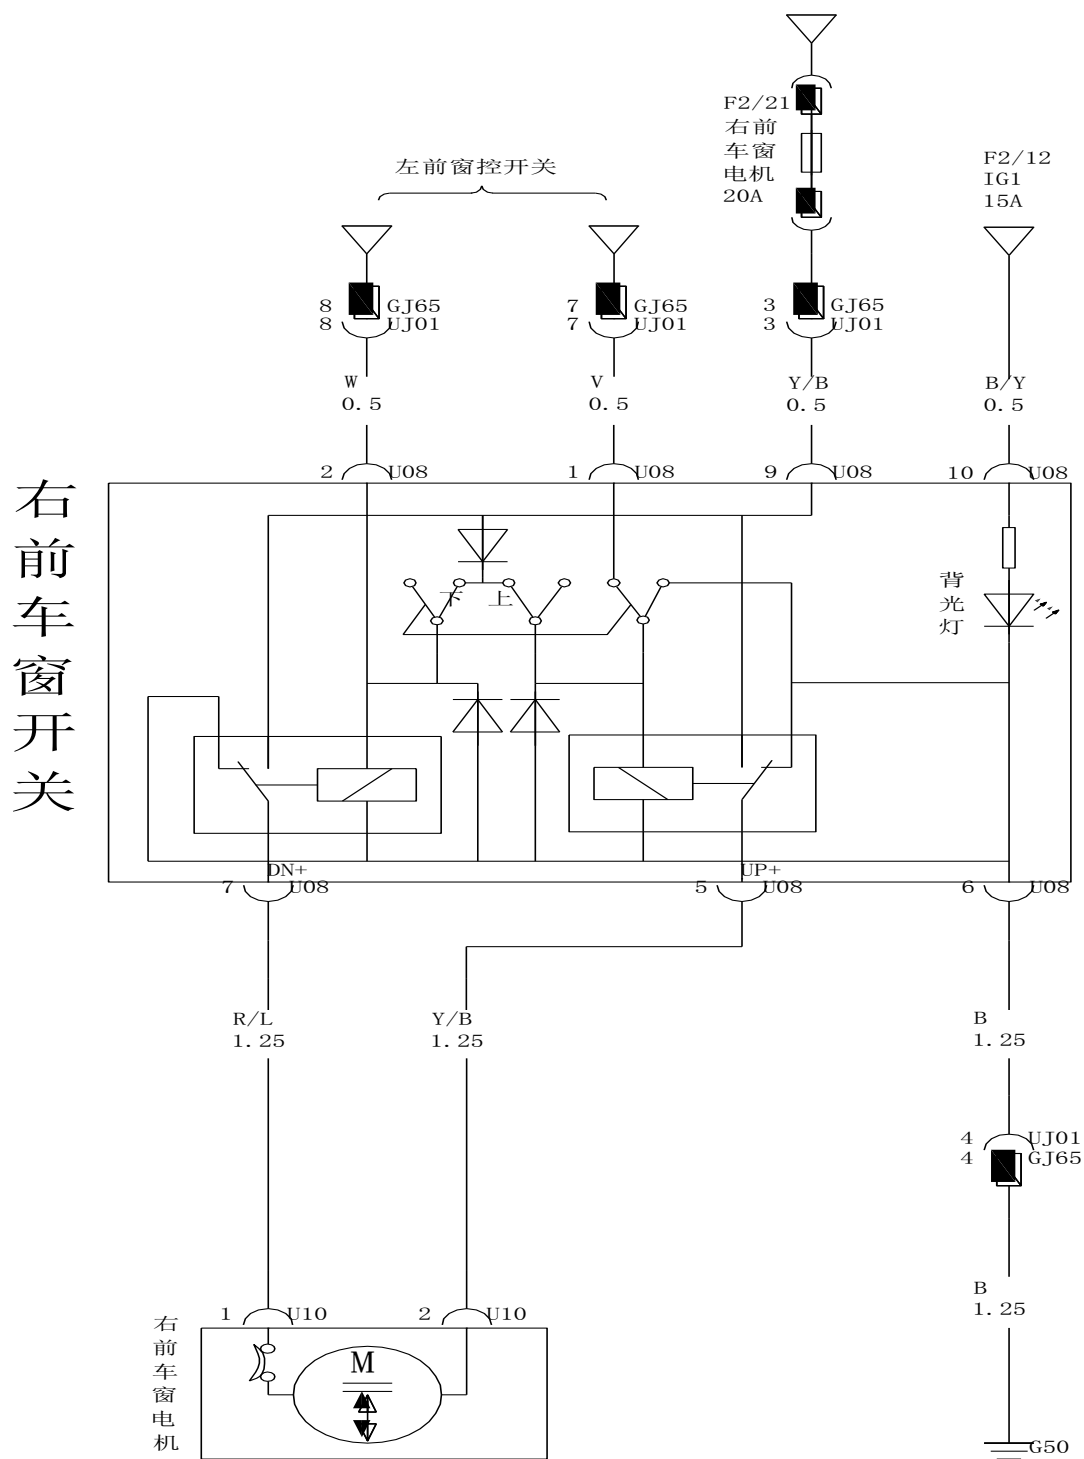 F2/21
右前
车窗
电机
20A
F2/12
IG1
15A
左前窗控开关
8 GJ65
8 UJ01
7 GJ65
7 UJ01
3 GJ65
3 UJ01
W
0.5
V
0.5
Y/B
0.5
B/Y
0.5
2 U08
1 U08
9 U08
10 U08
右前车窗开关
下 上
背光灯
DN+
7 U08
UP+
5 U08
6 U08
R/L
1.25
Y/B
1.25
B
1.25
4 UJ01
4 GJ65
B
1.25
1 U10
2 U10
右前车窗电机
M
G50